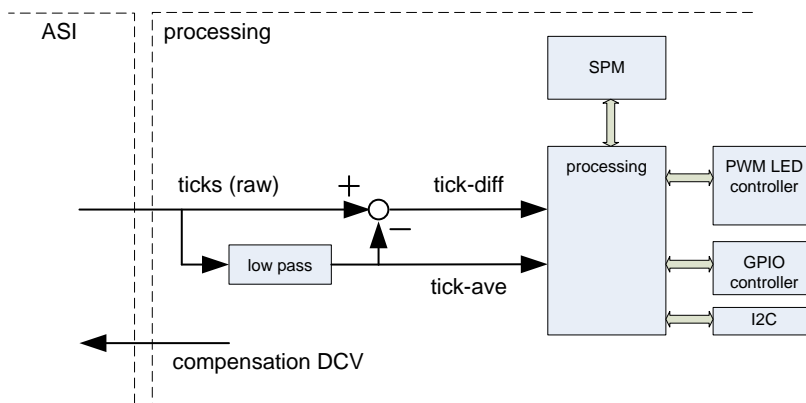 ASI
processing
SPM
processing
PWM LED
controller
ticks (raw)
+
tick-diff
−
low pass
tick-ave
GPIO
controller
I2C
compensation DCV